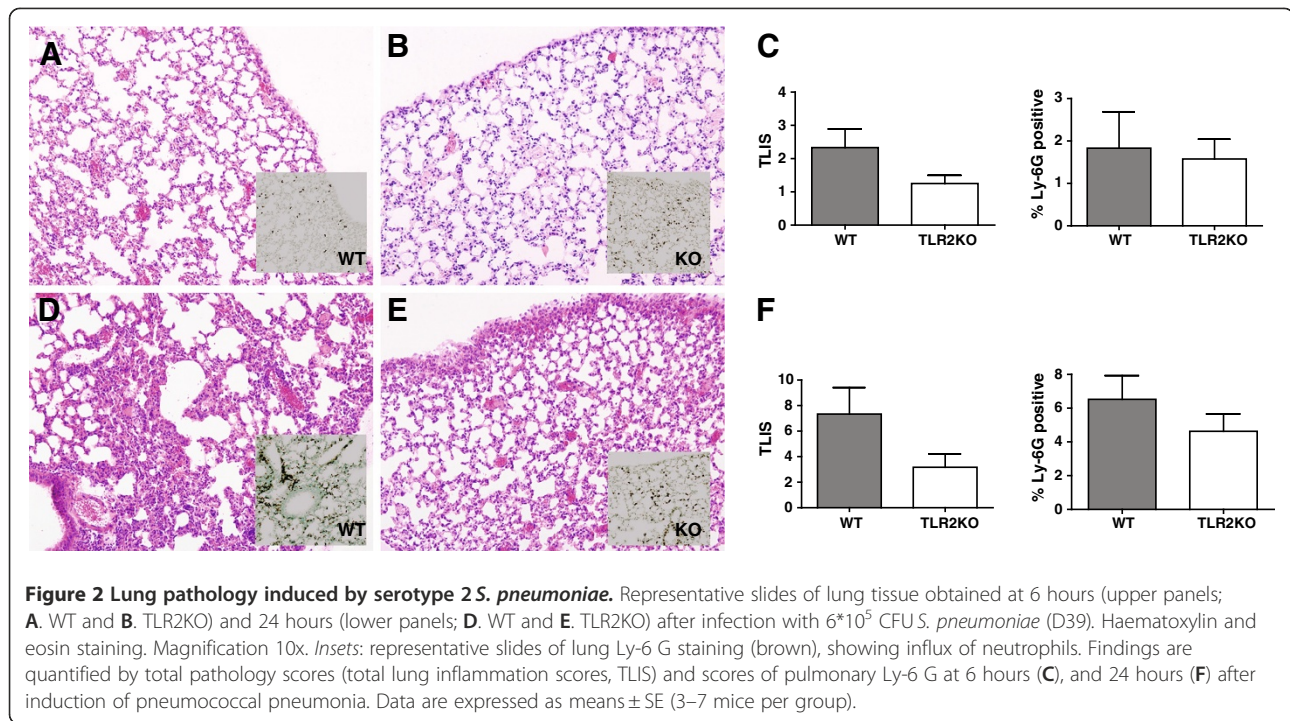 A
B
C
WT
KO
4
3
2
1
0
TLIS
WT
TLR2KO
3
2
1
0
% Ly-6G positive
WT
TLR2KO
D
E
F
WT
KO
10
8
6
4
2
0
TLIS
WT
TLR2KO
8
6
4
2
0
% Ly-6G positive
WT
TLR2KO
Figure 2 Lung pathology induced by serotype 2 S. pneumoniae. Representative slides of lung tissue obtained at 6 hours (upper panels;
A. WT and B. TLR2KO) and 24 hours (lower panels; D. WT and E. TLR2KO) after infection with 6*10⁵ CFU S. pneumoniae (D39). Haematoxylin and
eosin staining. Magnification 10x. Insets: representative slides of lung Ly-6 G staining (brown), showing influx of neutrophils. Findings are
quantified by total pathology scores (total lung inflammation scores, TLIS) and scores of pulmonary Ly-6 G at 6 hours (C), and 24 hours (F) after
induction of pneumococcal pneumonia. Data are expressed as means ± SE (3–7 mice per group).